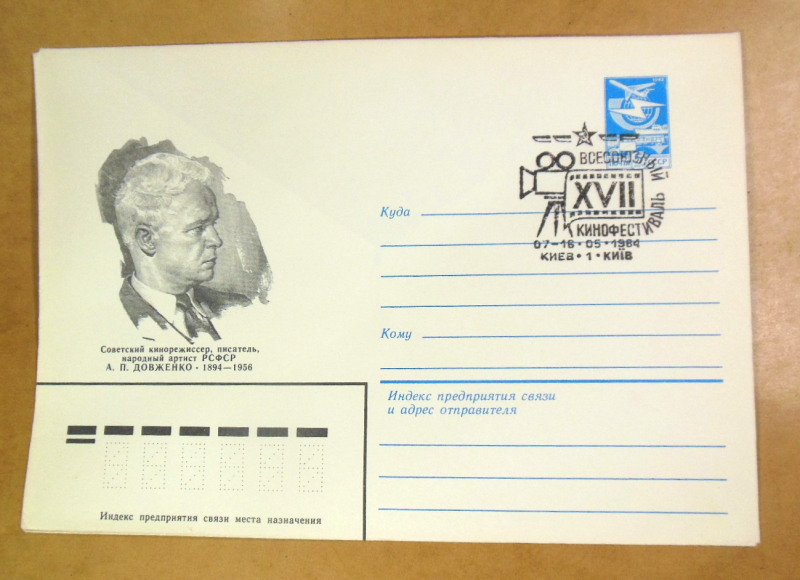 ВСЕСОЮЗНЫЙ
XVII
КИНОФЕСТИВАЛЬ
07-16·05·1984
КИЕВ·1·КИЇВ
Куда
Кому
Советский кинорежиссер, писатель,
народный артист РСФСР
А. П. ДОВЖЕНКО · 1894—1956
Индекс предприятия связи
и адрес отправителя
Индекс предприятия связи места назначения